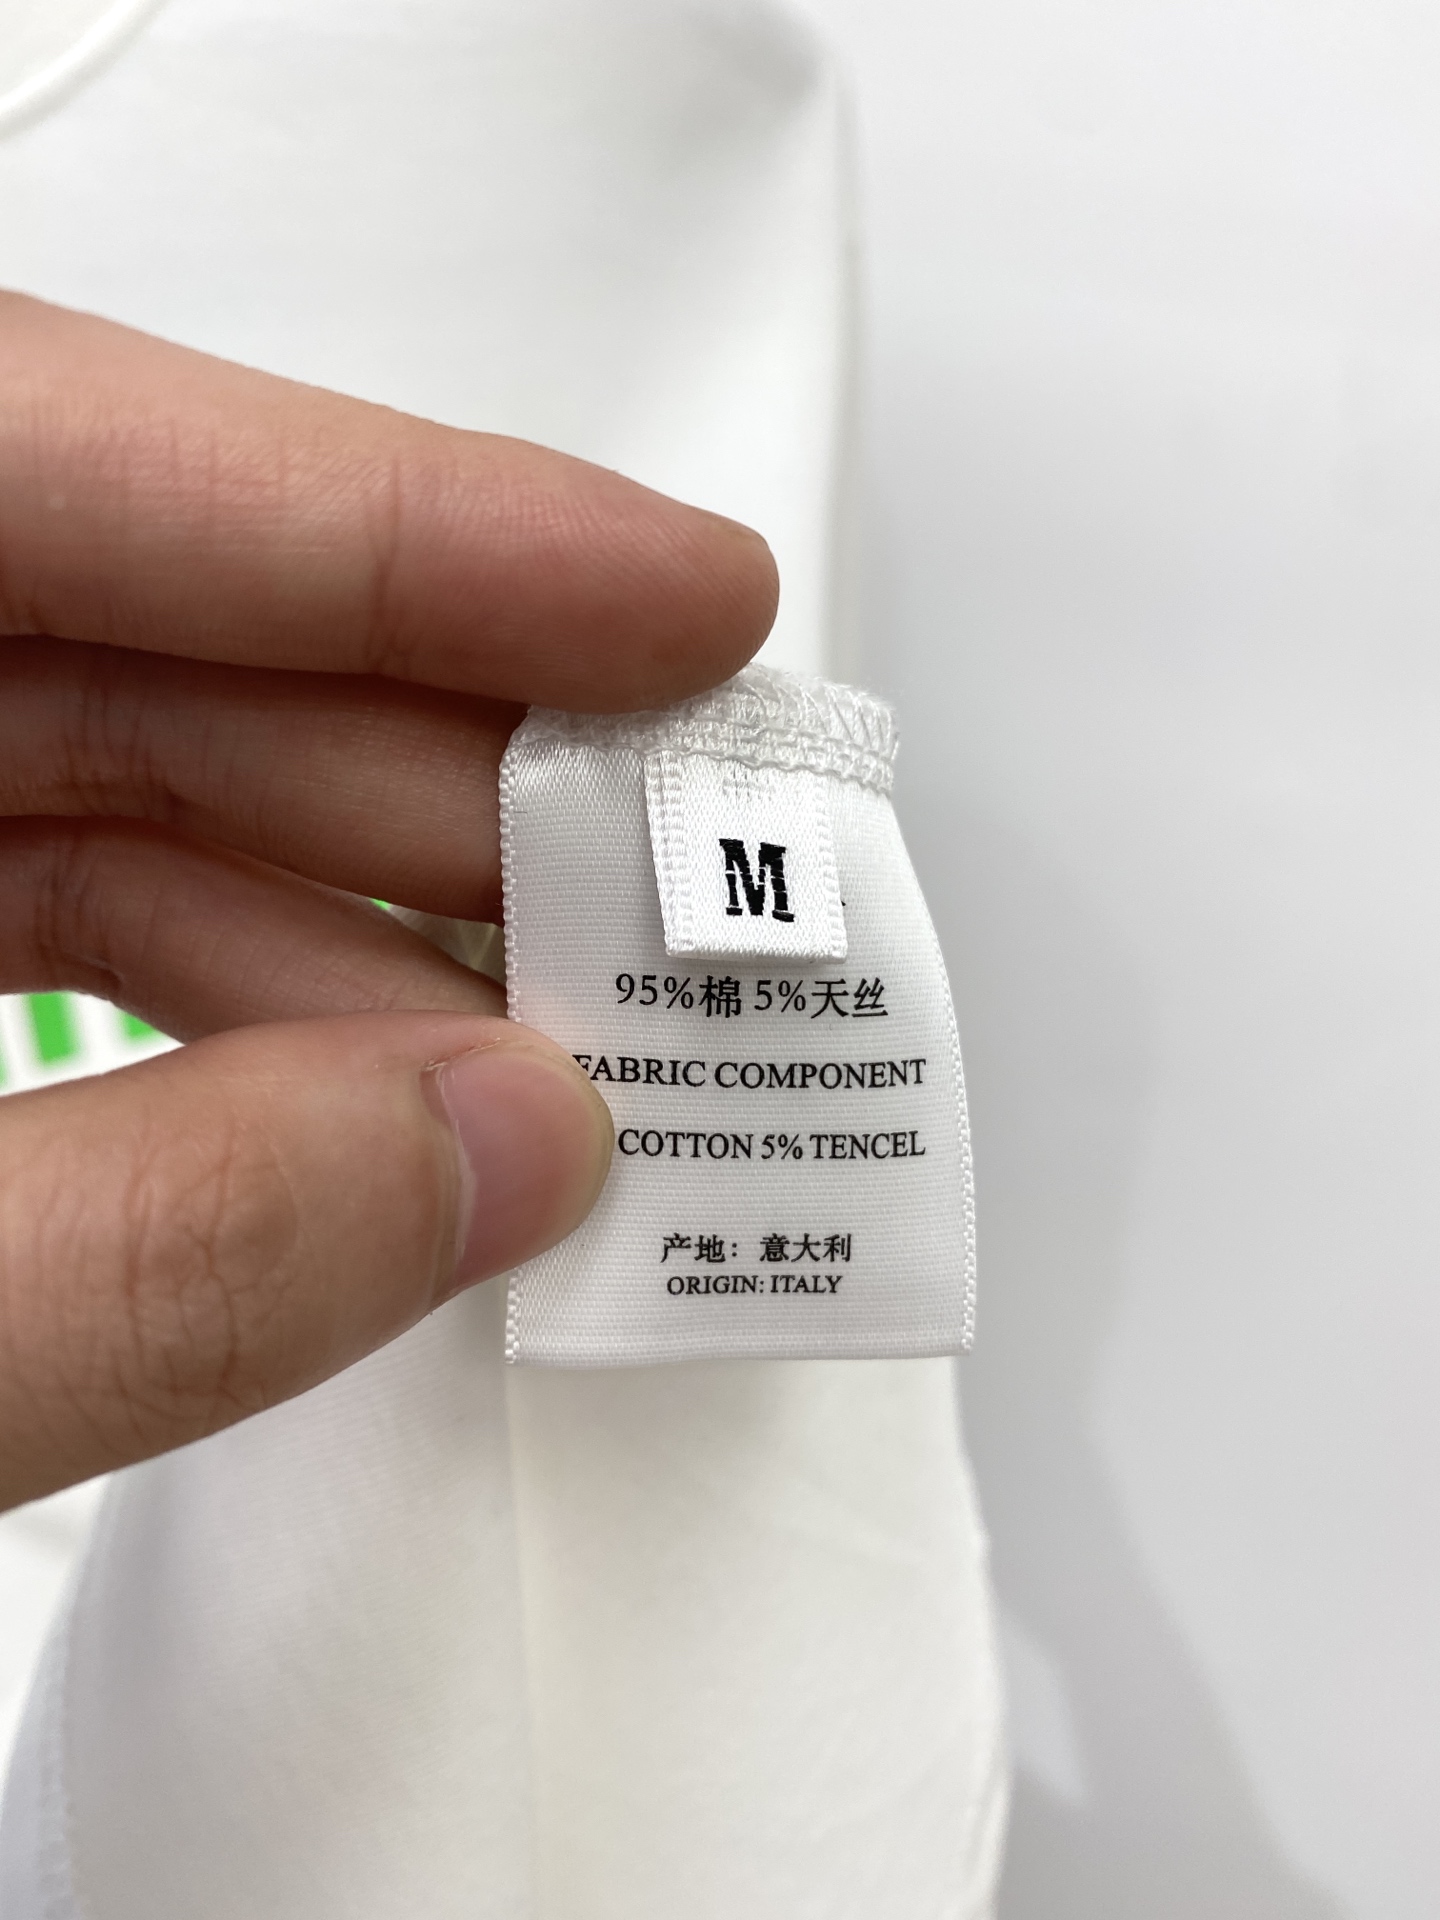 M
95%棉 5%天丝
FABRIC COMPONENT
COTTON 5% TENCEL
产地：意大利
ORIGIN: ITALY